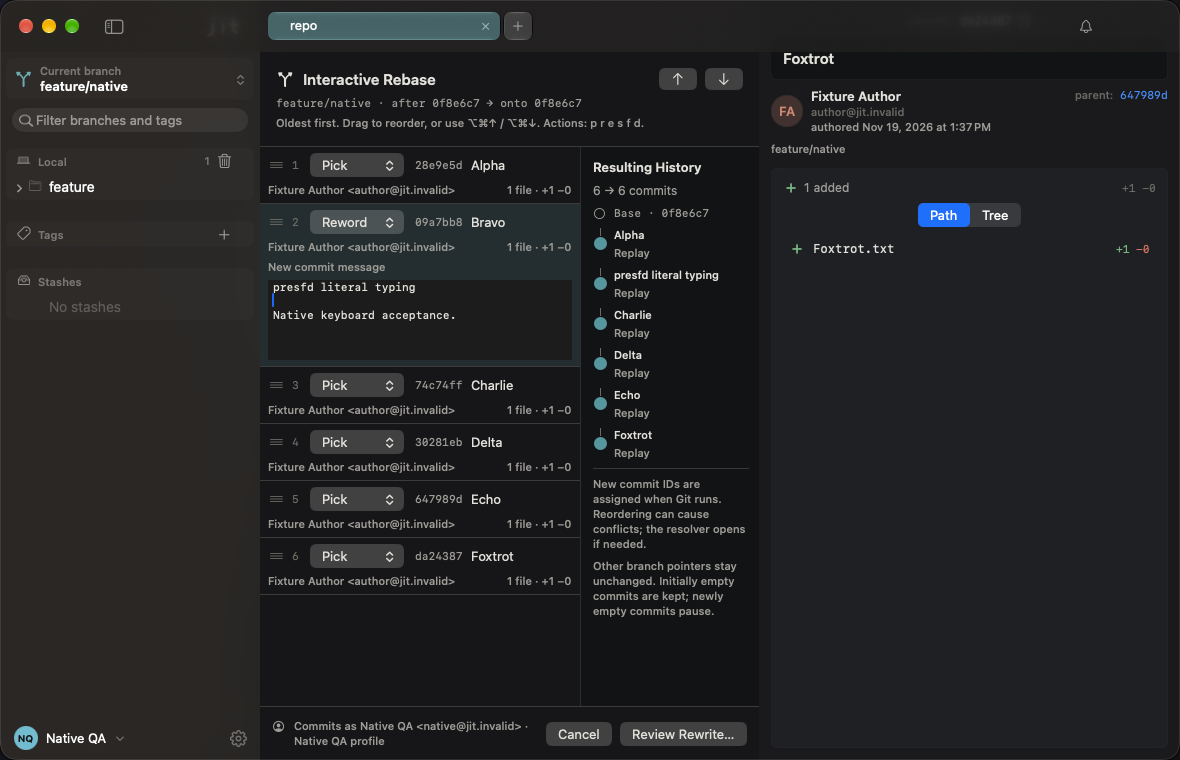 repo
Current branch
feature/native
Filter branches and tags
Local 1
feature
Tags
Stashes
No stashes
NQ Native QA
Interactive Rebase
feature/native · after 0f8e6c7 → onto 0f8e6c7
Oldest first. Drag to reorder, or use ⌥⌘↑ / ⌥⌘↓. Actions: p r e s f d.
1 Pick 28e9e5d Alpha
Fixture Author <author@jit.invalid> 1 file · +1 −0
2 Reword 09a7bb8 Bravo
Fixture Author <author@jit.invalid> 1 file · +1 −0
New commit message
presfd literal typing
Native keyboard acceptance.
3 Pick 74c74ff Charlie
Fixture Author <author@jit.invalid> 1 file · +1 −0
4 Pick 30281eb Delta
Fixture Author <author@jit.invalid> 1 file · +1 −0
5 Pick 647989d Echo
Fixture Author <author@jit.invalid> 1 file · +1 −0
6 Pick da24387 Foxtrot
Fixture Author <author@jit.invalid> 1 file · +1 −0
Resulting History
6 → 6 commits
Base · 0f8e6c7
Alpha
Replay
presfd literal typing
Replay
Charlie
Replay
Delta
Replay
Echo
Replay
Foxtrot
Replay
New commit IDs are
assigned when Git runs.
Reordering can cause
conflicts; the resolver opens
if needed.
Other branch pointers stay
unchanged. Initially empty
commits are kept; newly
empty commits pause.
Commits as Native QA <native@jit.invalid> ·
Native QA profile
Cancel
Review Rewrite...
Foxtrot
FA
Fixture Author
parent: 647989d
author@jit.invalid
authored Nov 19, 2026 at 1:37 PM
feature/native
+ 1 added +1 −0
Path Tree
+ Foxtrot.txt +1 −0